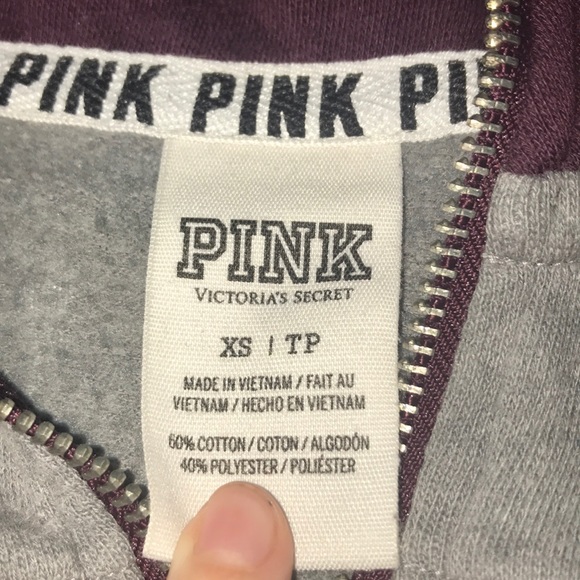 PINK PINK PI
PINK
VICTORIA'S SECRET
XS | TP
MADE IN VIETNAM / FAIT AU
VIETNAM / HECHO EN VIETNAM
60% COTTON / COTON / ALGODÓN
40% POLYESTER / POLIÉSTER